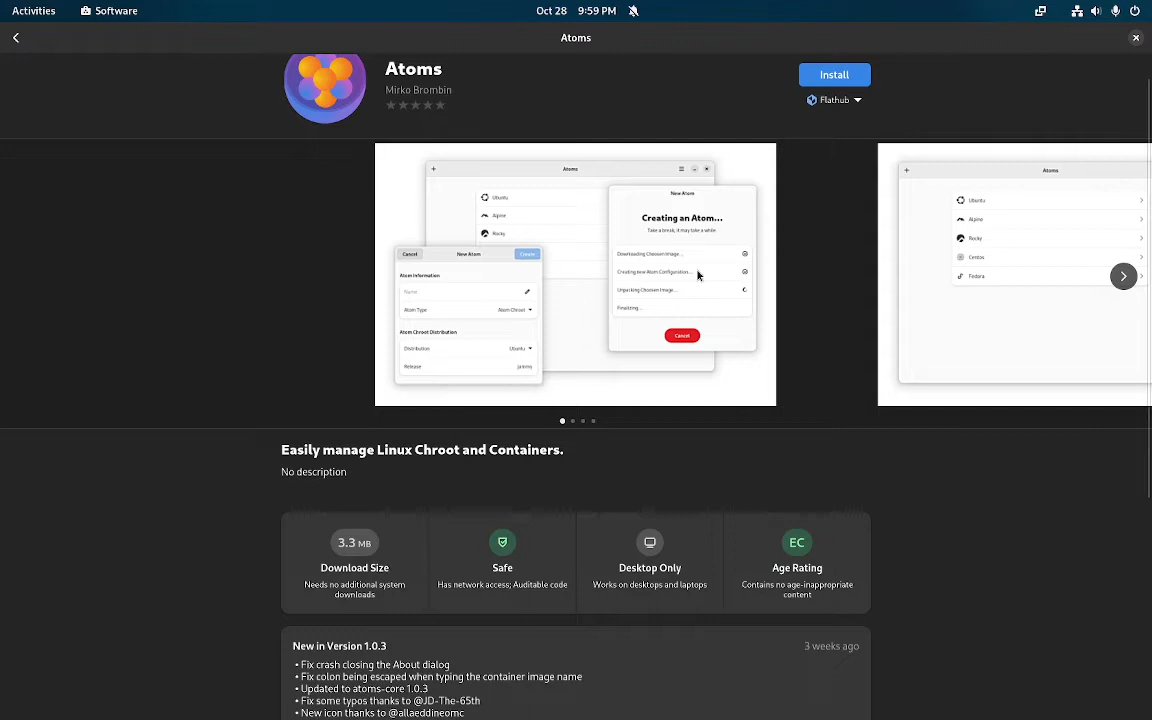 Activities
Software
Oct 28 9:59 PM
Atoms
Atoms
Mirko Brombin
Install
Flathub
Atoms
Ubuntu
Alpine
Rocky
Cancel
New Atom
Create
Atom Information
Name
Atom Type
Atom Chroot
Atom Chroot Distribution
Distribution
Ubuntu
Release
jammy
New Atom
Creating an Atom...
Take a break, it may take a while
Downloading Choosen Image...
Creating new Atom Configuration...
Unpacking Choosen Image...
Finalizing...
Cancel
Atoms
Ubuntu
Alpine
Rocky
Centos
Fedora
Easily manage Linux Chroot and Containers.
No description
3.3 MB
Download Size
Needs no additional system
downloads
Safe
Has network access; Auditable code
Desktop Only
Works on desktops and laptops
EC
Age Rating
Contains no age-inappropriate
content
New in Version 1.0.3
3 weeks ago
• Fix crash closing the About dialog
• Fix colon being escaped when typing the container image name
• Updated to atoms-core 1.0.3
• Fix some typos thanks to @JD-The-65th
• New icon thanks to @allaeddineomc